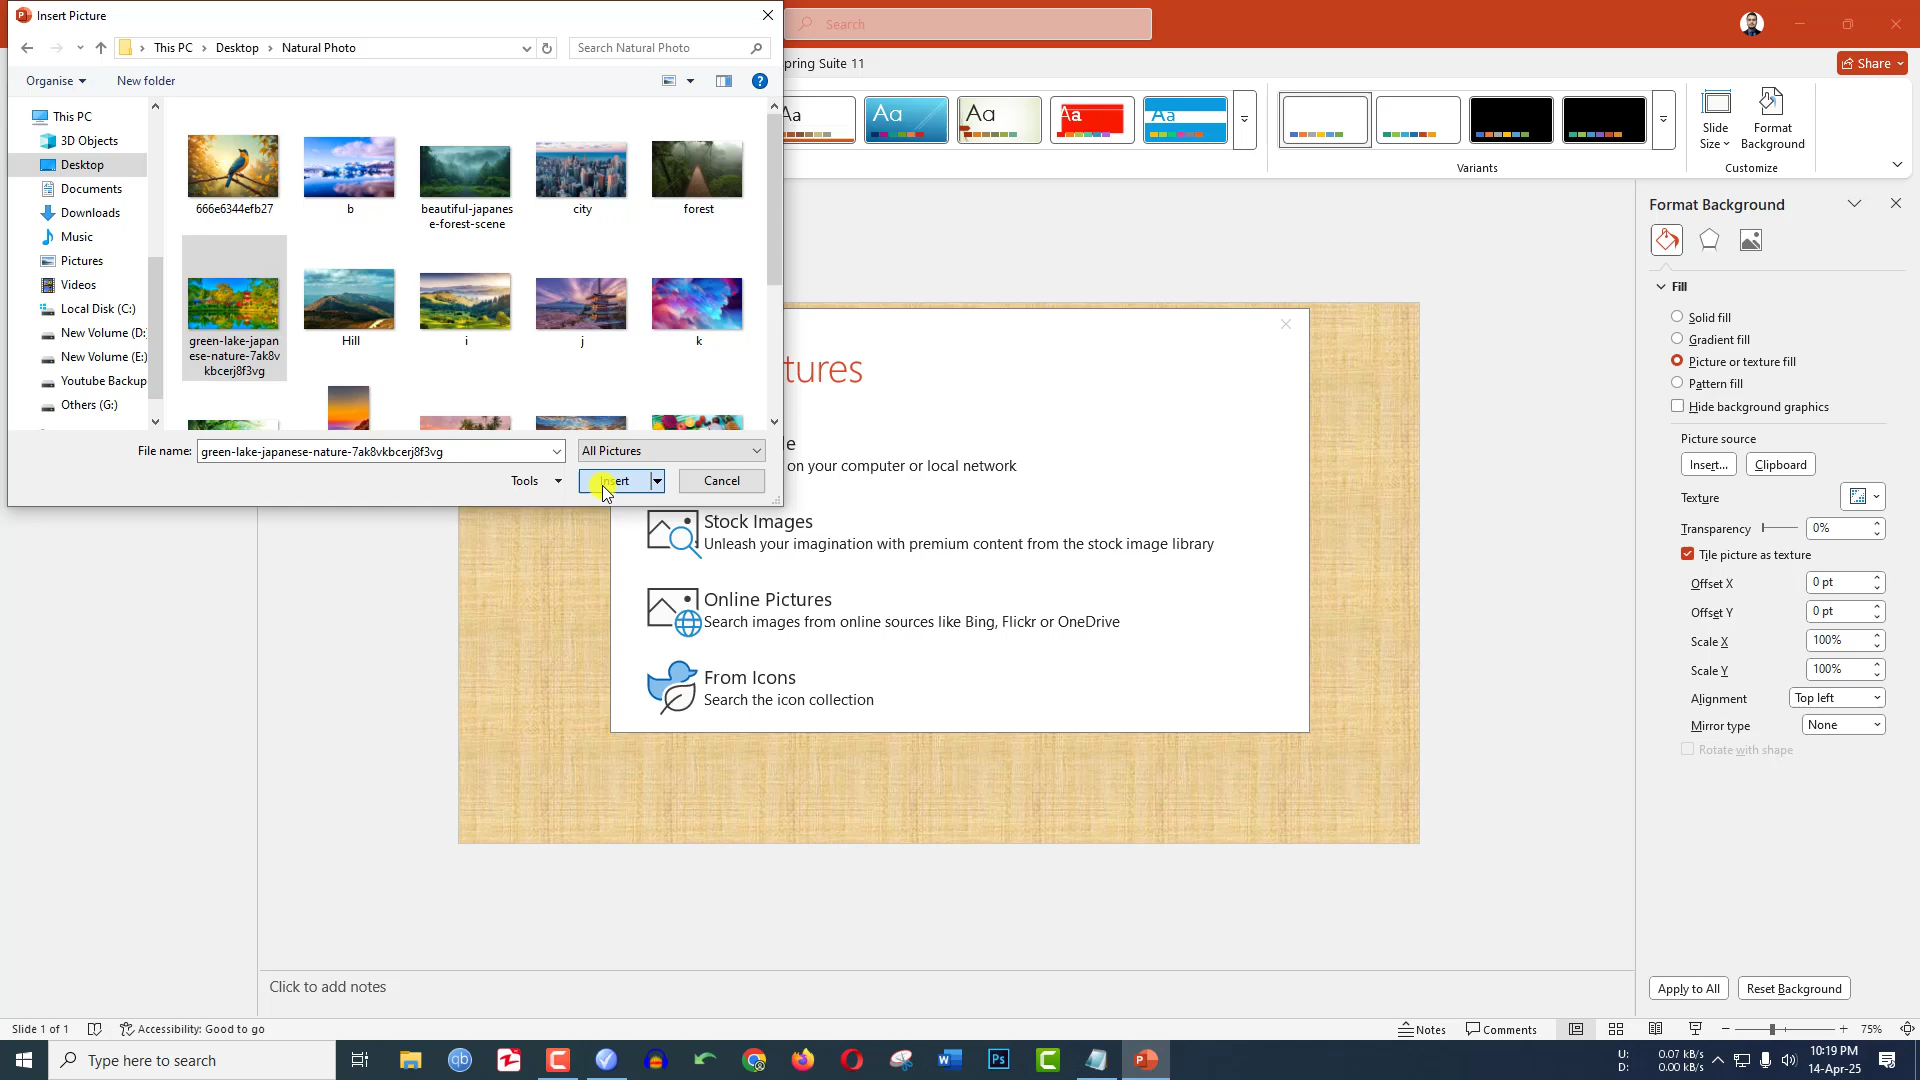 Insert Picture
Search
This PC
Desktop
Natural Photo
Search Natural Photo
pring Suite 11
Share
Organise
New folder
This PC
3D Objects
Desktop
Documents
Downloads
Music
Pictures
Videos
Local Disk (C:)
New Volume (D:
New Volume (E:)
Youtube Backup
Others (G:)
666e6344efb27
b
beautiful-japanes
e-forest-scene
city
forest
green-lake-japan
ese-nature-7ak8v
kbcerj8f3vg
Hill
i
j
k
File name:
green-lake-japanese-nature-7ak8vkbcerj8f3vg
All Pictures
Tools
Insert
Cancel
Aa
Aa
Aa
Aa
Aa
Variants
Slide
Size
Format
Background
Customize
tures
e
on your computer or local network
Stock Images
Unleash your imagination with premium content from the stock image library
Online Pictures
Search images from online sources like Bing, Flickr or OneDrive
From Icons
Search the icon collection
Format Background
Fill
Solid fill
Gradient fill
Picture or texture fill
Pattern fill
Hide background graphics
Picture source
Insert...
Clipboard
Texture
Transparency
0%
Tile picture as texture
Offset X
0 pt
Offset Y
0 pt
Scale X
100%
Scale Y
100%
Alignment
Top left
Mirror type
None
Rotate with shape
Apply to All
Reset Background
Click to add notes
Slide 1 of 1
Accessibility: Good to go
Notes
Comments
75%
Type here to search
U:
0.07 kB/s
D:
0.00 kB/s
10:19 PM
14-Apr-25